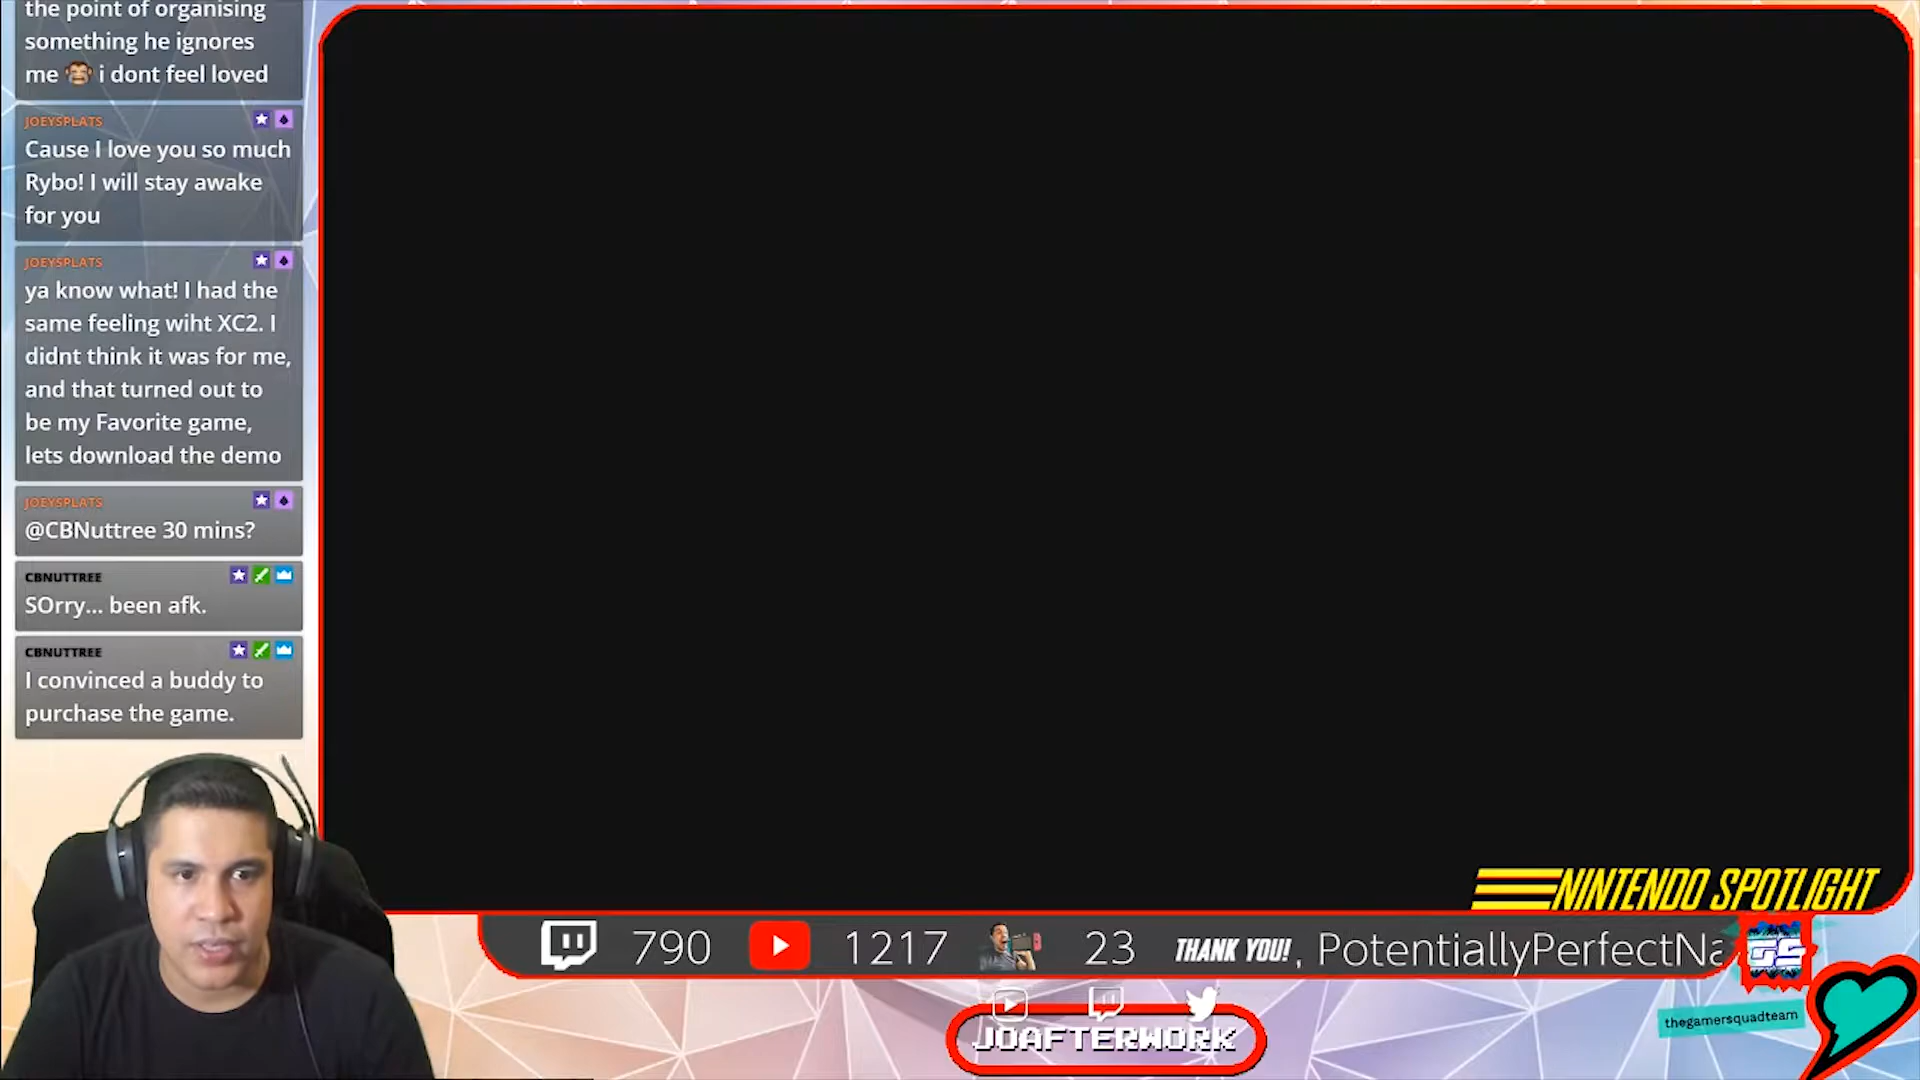 the point of organising
something he ignores
me 🙈 i dont feel loved
JOEYSPLATS
Cause I love you so much
Rybo! I will stay awake
for you
JOEYSPLATS
ya know what! I had the
same feeling wiht XC2. I
didnt think it was for me,
and that turned out to
be my Favorite game,
lets download the demo
JOEYSPLATS
@CBNuttree 30 mins?
CBNUTTREE
SOrry... been afk.
CBNUTTREE
I convinced a buddy to
purchase the game.
NINTENDO SPOTLIGHT
790 1217 23 THANK YOU!, PotentiallyPerfectNa
GS
thegamersquadteam
JOAFTERWORK